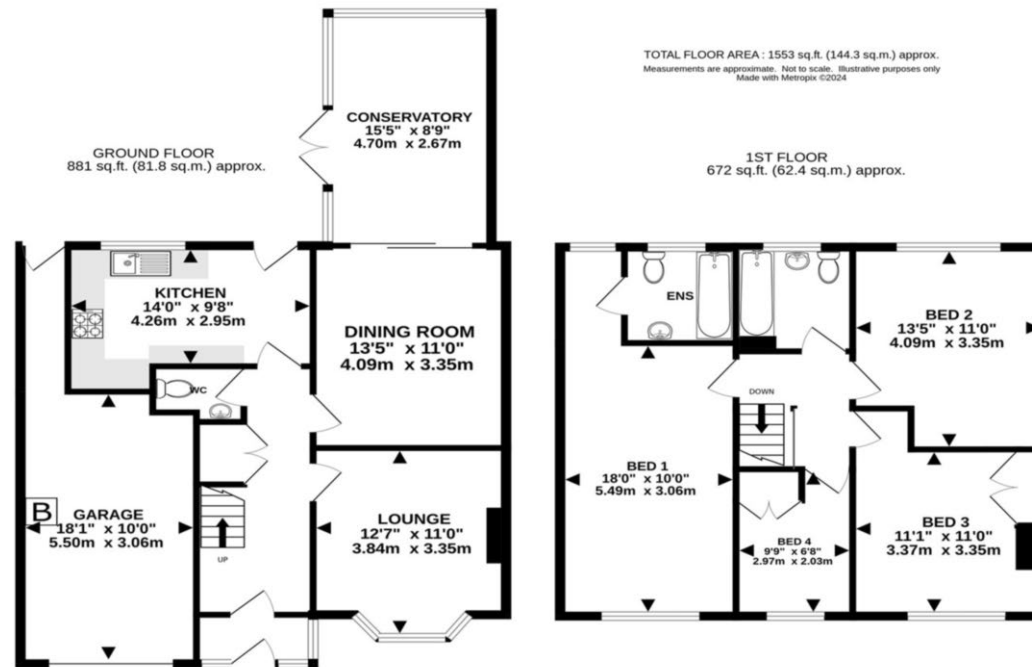 TOTAL FLOOR AREA : 1553 sq.ft. (144.3 sq.m.) approx.
Measurements are approximate. Not to scale. Illustrative purposes only
Made with Metropix ©2024
GROUND FLOOR
881 sq.ft. (81.8 sq.m.) approx.
CONSERVATORY
15'5" x 8'9"
4.70m x 2.67m
KITCHEN
14'0" x 9'8"
4.26m x 2.95m
DINING ROOM
13'5" x 11'0"
4.09m x 3.35m
WC
B
GARAGE
18'1" x 10'0"
5.50m x 3.06m
UP
LOUNGE
12'7" x 11'0"
3.84m x 3.35m
1ST FLOOR
672 sq.ft. (62.4 sq.m.) approx.
ENS
BED 2
13'5" x 11'0"
4.09m x 3.35m
DOWN
BED 1
18'0" x 10'0"
5.49m x 3.06m
BED 4
9'9" x 6'8"
2.97m x 2.03m
BED 3
11'1" x 11'0"
3.37m x 3.35m